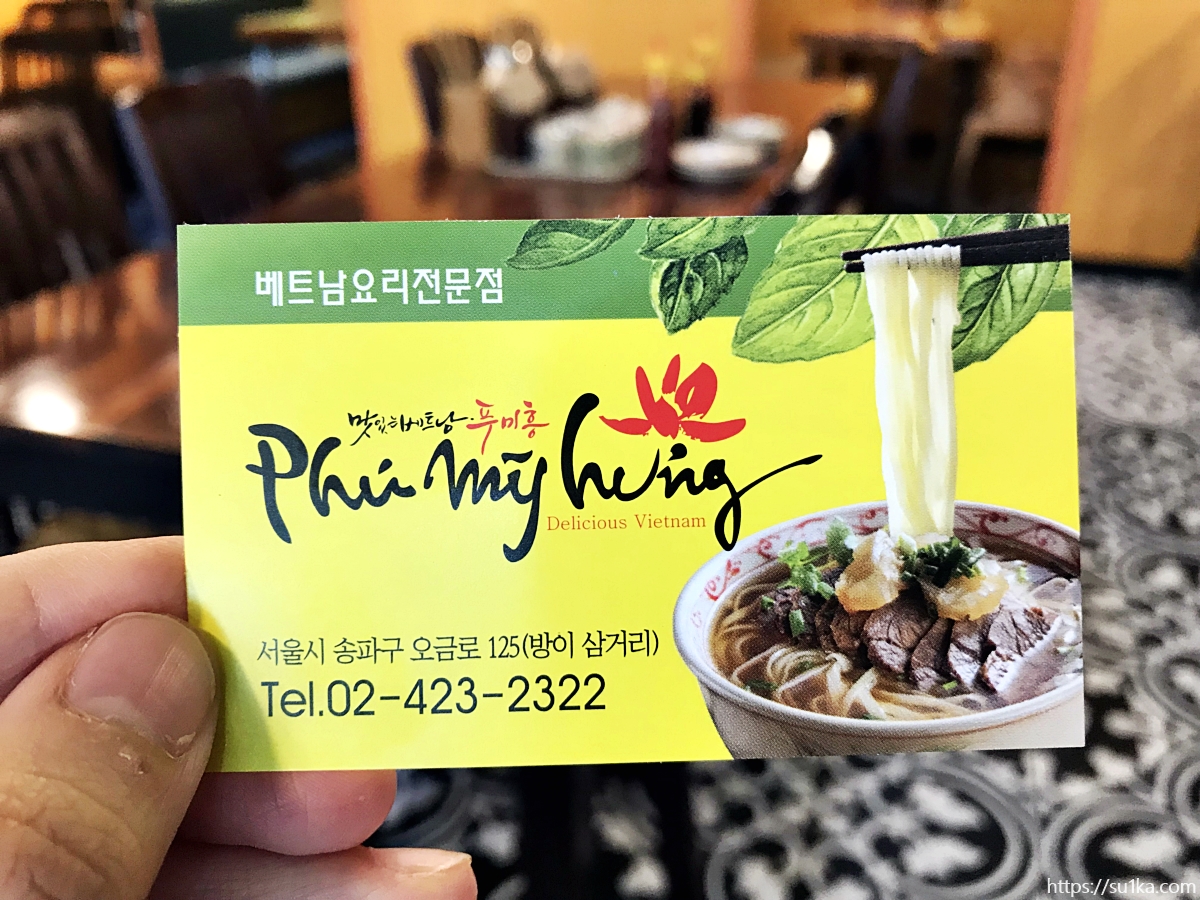 베트남요리전문점
맛있는베트남·푸미흥
Phú Mỹ hưng
Delicious Vietnam
서울시 송파구 오금로 125(방이 삼거리)
Tel.02-423-2322
https://su1ka.com